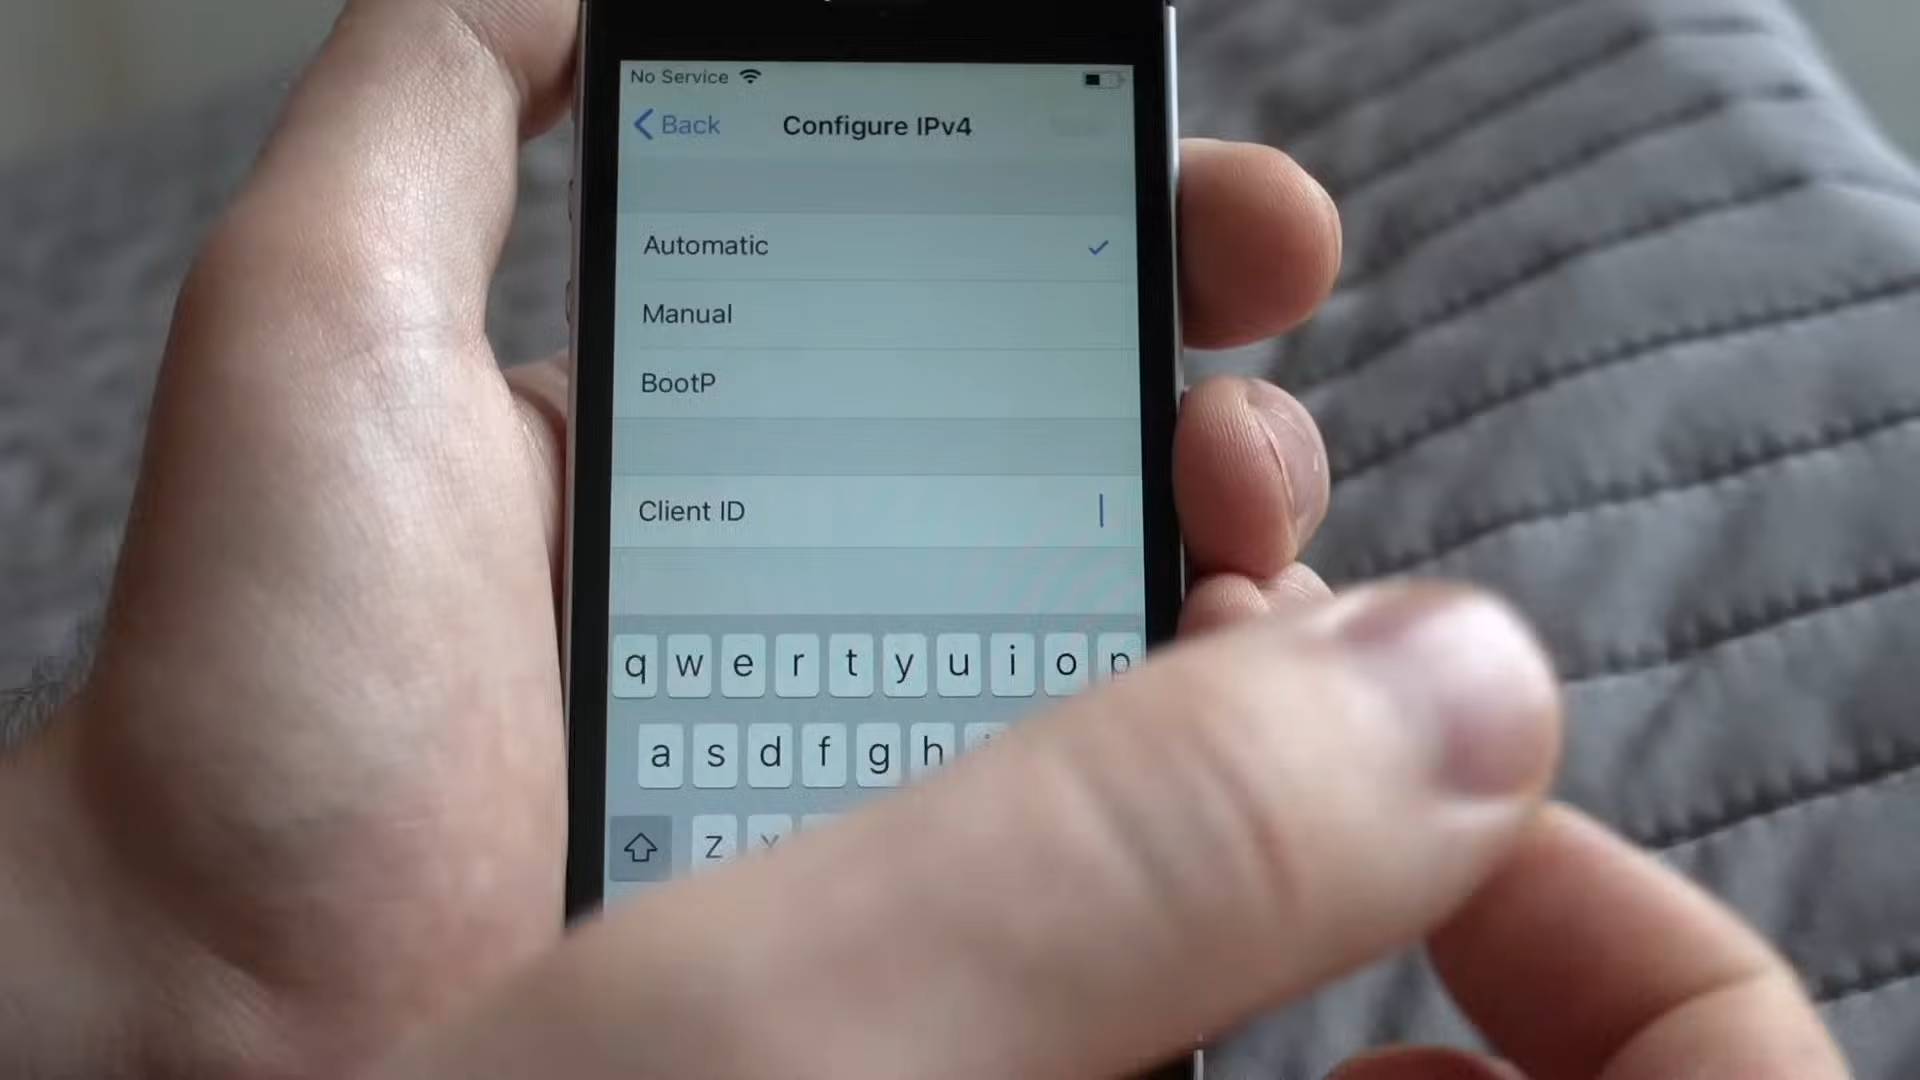 No Service
Back Configure IPv4
Automatic
Manual
BootP
Client ID
q w e r t y u i o p
a s d f g h
z x